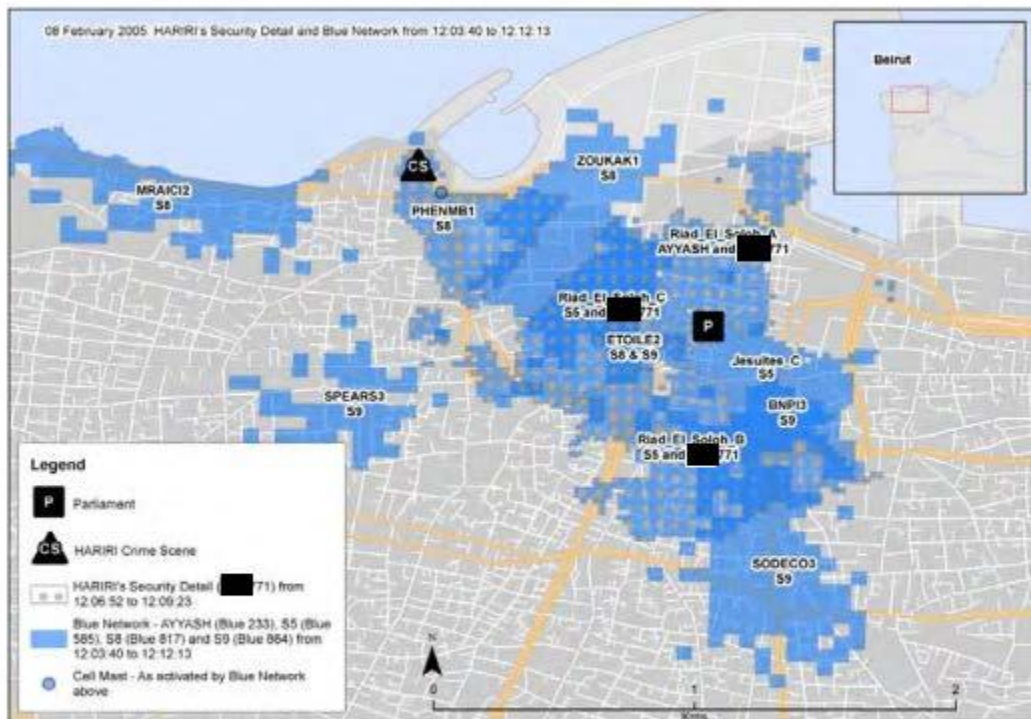 08 February 2005: HARIRI's Security Detail and Blue Network from 12:03:40 to 12:12:13
Beirut
CS
ZOUKAK1
S8
MRAICI2
S8
PHENMB1
S8
Riad_El_Soloh_A
AYYASH and 771
Riad_El_Soloh_C
S5 and 771
P
ETOILE2
S8 & S9
Jesuites_C
S5
SPEARS3
S9
BNPI3
S9
Riad_El_Soloh_B
S5 and 771
SODECO3
S9
Legend
P
Parliament
CS
HARIRI Crime Scene
HARIRI's Security Detail ( 771) from
12:06:52 to 12:09:23
Blue Network - AYYASH (Blue 233), S5 (Blue
585), S8 (Blue 817) and S9 (Blue 864) from
12:03:40 to 12:12:13
Cell Mast - As activated by Blue Network
above
N
0 1 2
Kms